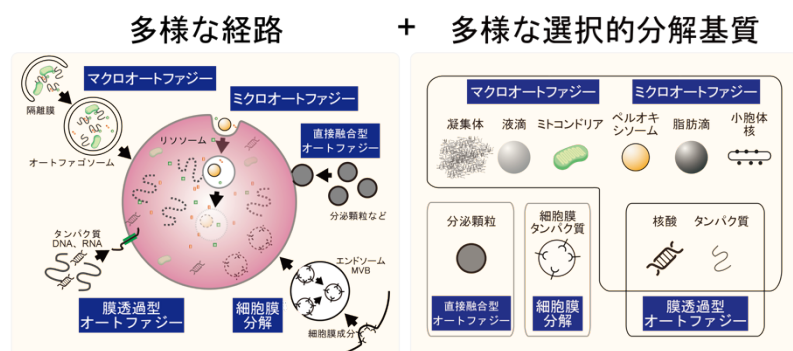 多様な経路
+
多様な選択的分解基質
マクロオートファジー
ミクロオートファジー
隔離膜
オートファゴソーム
リソソーム
直接融合型
オートファジー
分泌顆粒など
タンパク質
DNA、RNA
エンドソーム
MVB
膜透過型
オートファジー
細胞膜
分解
細胞膜成分
マクロオートファジー
ミクロオートファジー
凝集体
液滴
ミトコンドリア
ペルオキ
シソーム
脂肪滴
小胞体
核
分泌顆粒
直接融合型
オートファジー
細胞膜
タンパク質
細胞膜
分解
核酸
タンパク質
膜透過型
オートファジー